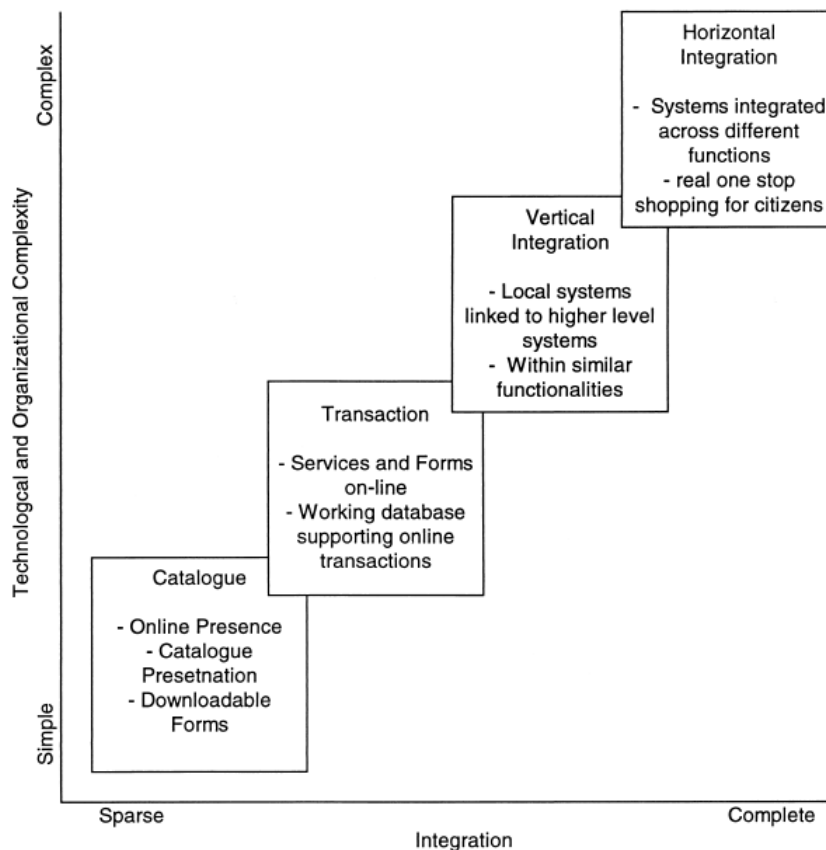 Complex
Technologcal and Organizational Complexity
Simple
Horizontal
Integration
- Systems integrated
across different
functions
- real one stop
shopping for citizens
Vertical
Integration
- Local systems
linked to higher level
systems
- Within similar
functionalities
Transaction
- Services and Forms
on-line
- Working database
supporting online
transactions
Catalogue
- Online Presence
- Catalogue
Presetnation
- Downloadable
Forms
Sparse
Complete
Integration